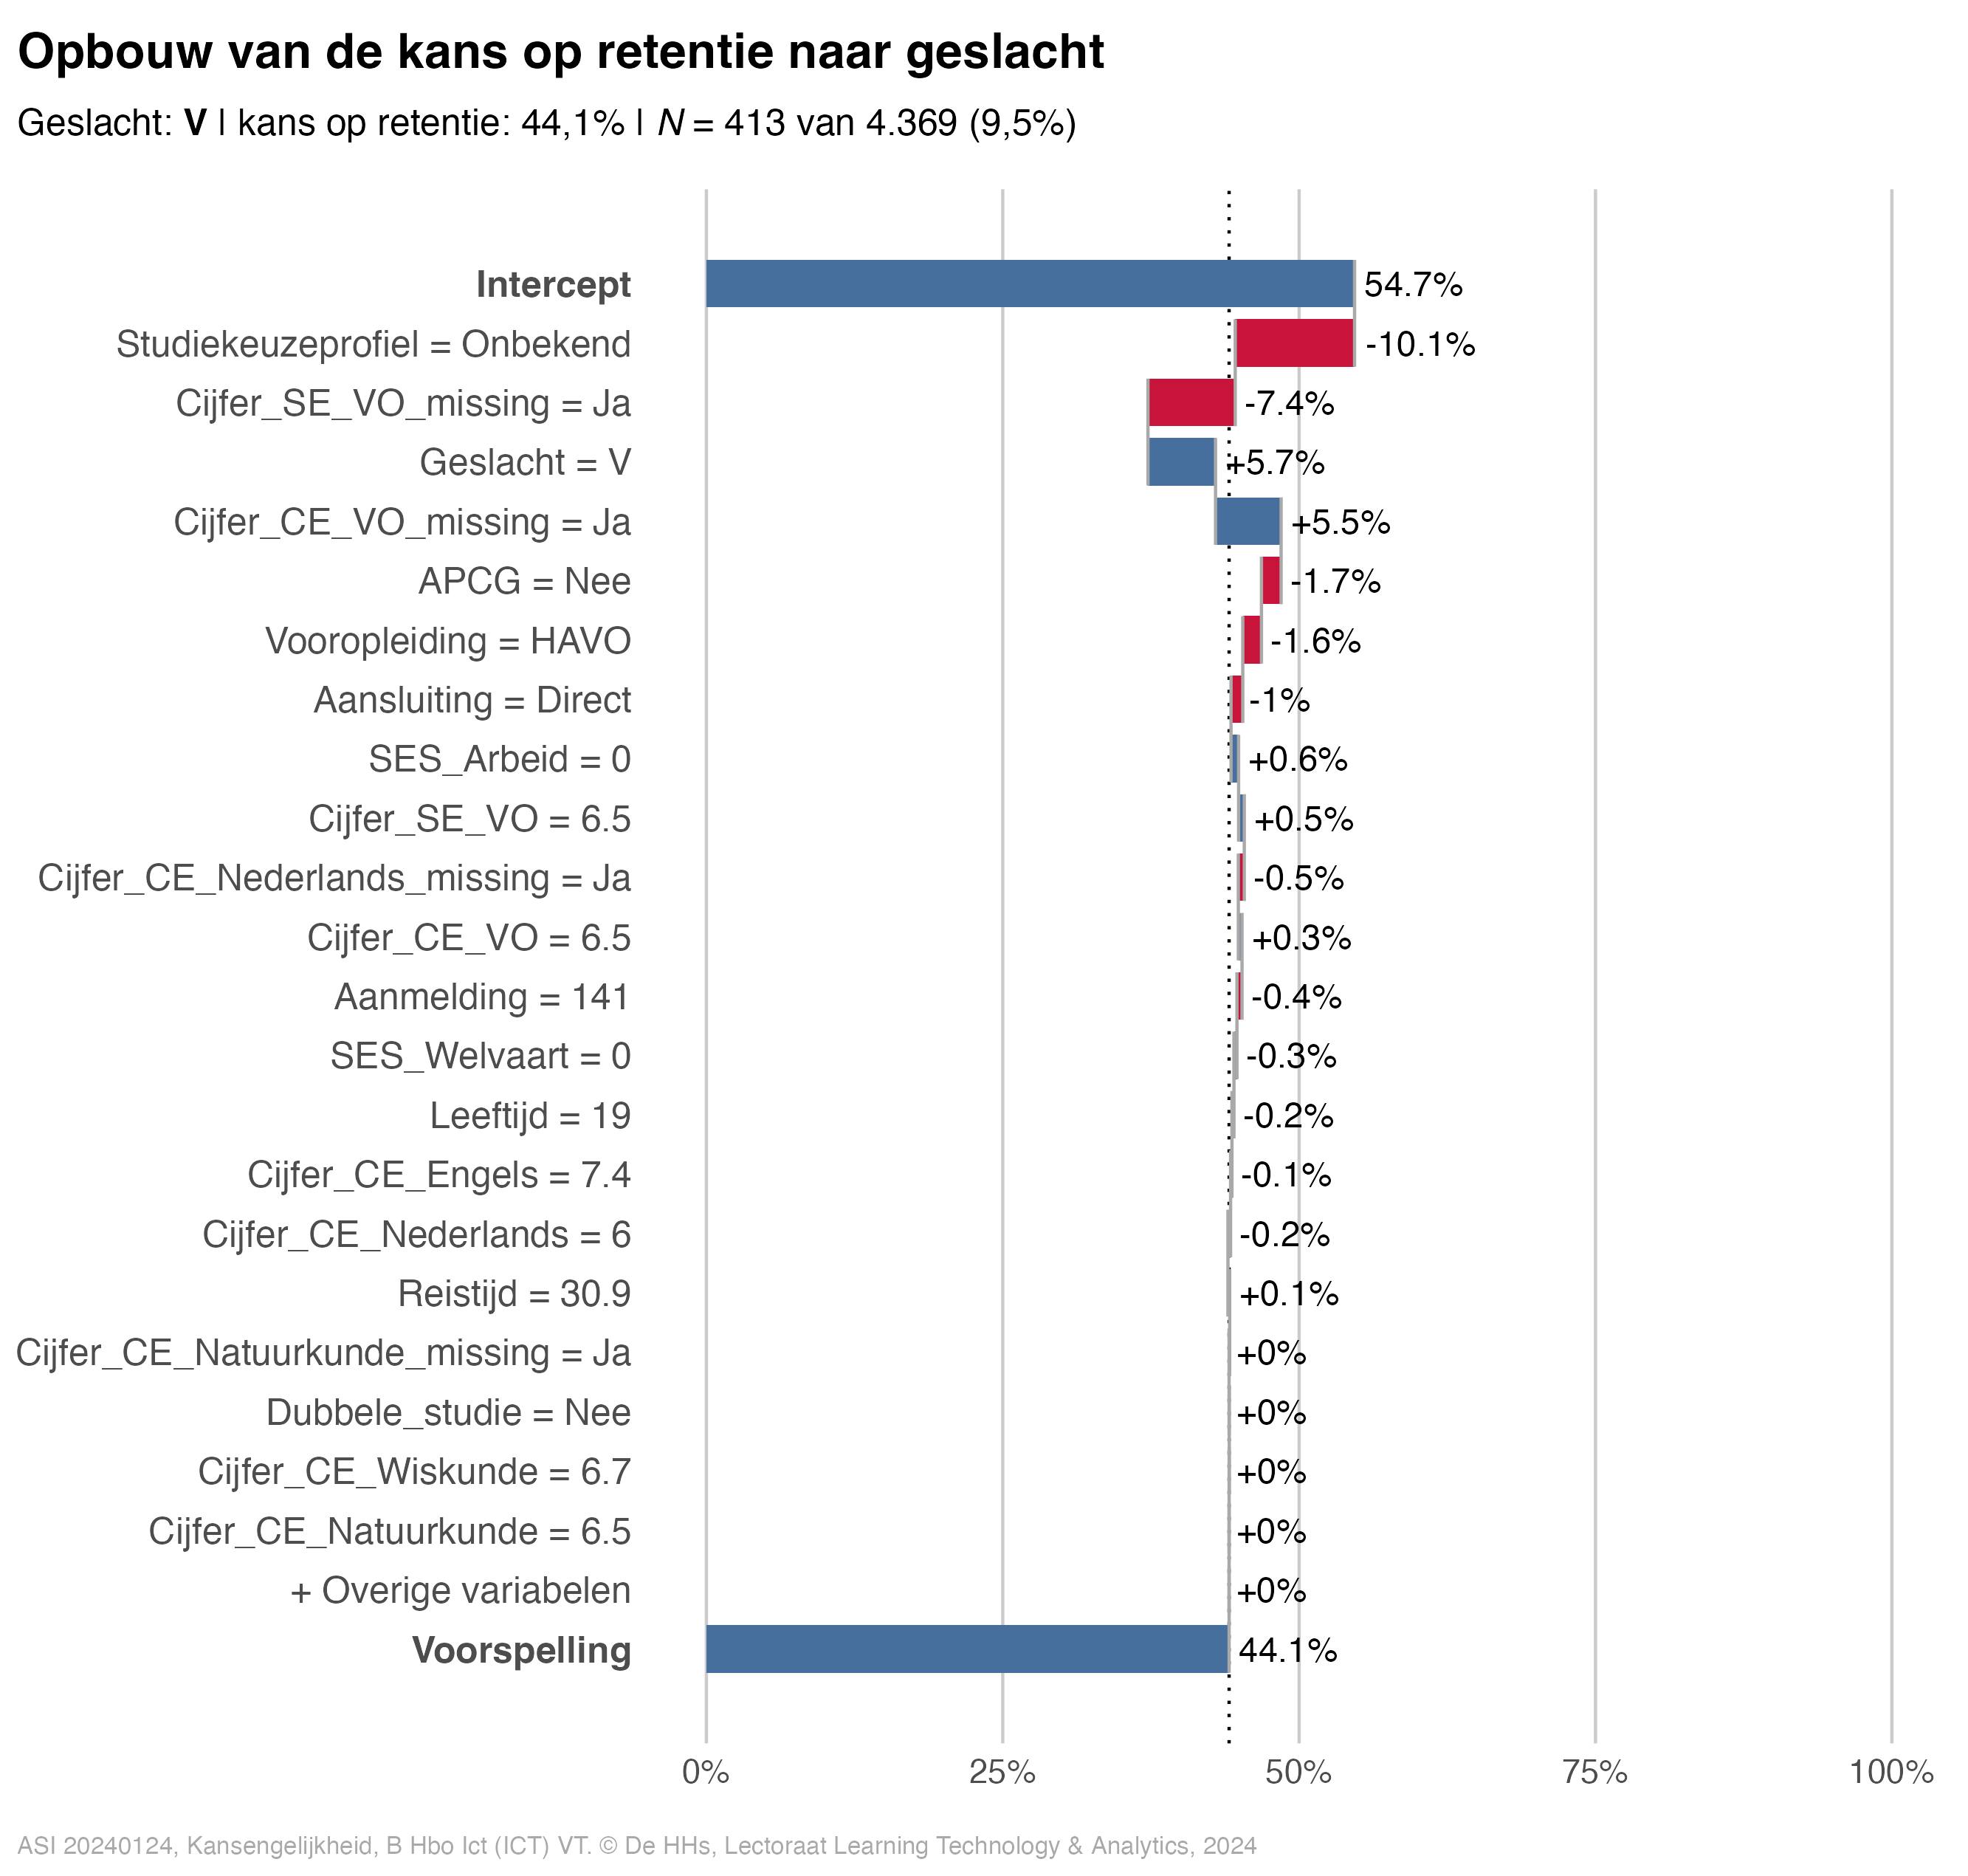 Opbouw van de kans op retentie naar geslacht
Geslacht: V | kans op retentie: 44,1% | N = 413 van 4.369 (9,5%)
Intercept 54.7%
Studiekeuzeprofiel = Onbekend -10.1%
Cijfer_SE_VO_missing = Ja -7.4%
Geslacht = V +5.7%
Cijfer_CE_VO_missing = Ja +5.5%
APCG = Nee -1.7%
Vooropleiding = HAVO -1.6%
Aansluiting = Direct -1%
SES_Arbeid = 0 +0.6%
Cijfer_SE_VO = 6.5 +0.5%
Cijfer_CE_Nederlands_missing = Ja -0.5%
Cijfer_CE_VO = 6.5 +0.3%
Aanmelding = 141 -0.4%
SES_Welvaart = 0 -0.3%
Leeftijd = 19 -0.2%
Cijfer_CE_Engels = 7.4 -0.1%
Cijfer_CE_Nederlands = 6 -0.2%
Reistijd = 30.9 +0.1%
Cijfer_CE_Natuurkunde_missing = Ja +0%
Dubbele_studie = Nee +0%
Cijfer_CE_Wiskunde = 6.7 +0%
Cijfer_CE_Natuurkunde = 6.5 +0%
+ Overige variabelen +0%
Voorspelling 44.1%
0% 25% 50% 75% 100%
ASI 20240124, Kansengelijkheid, B Hbo Ict (ICT) VT. © De HHs, Lectoraat Learning Technology & Analytics, 2024